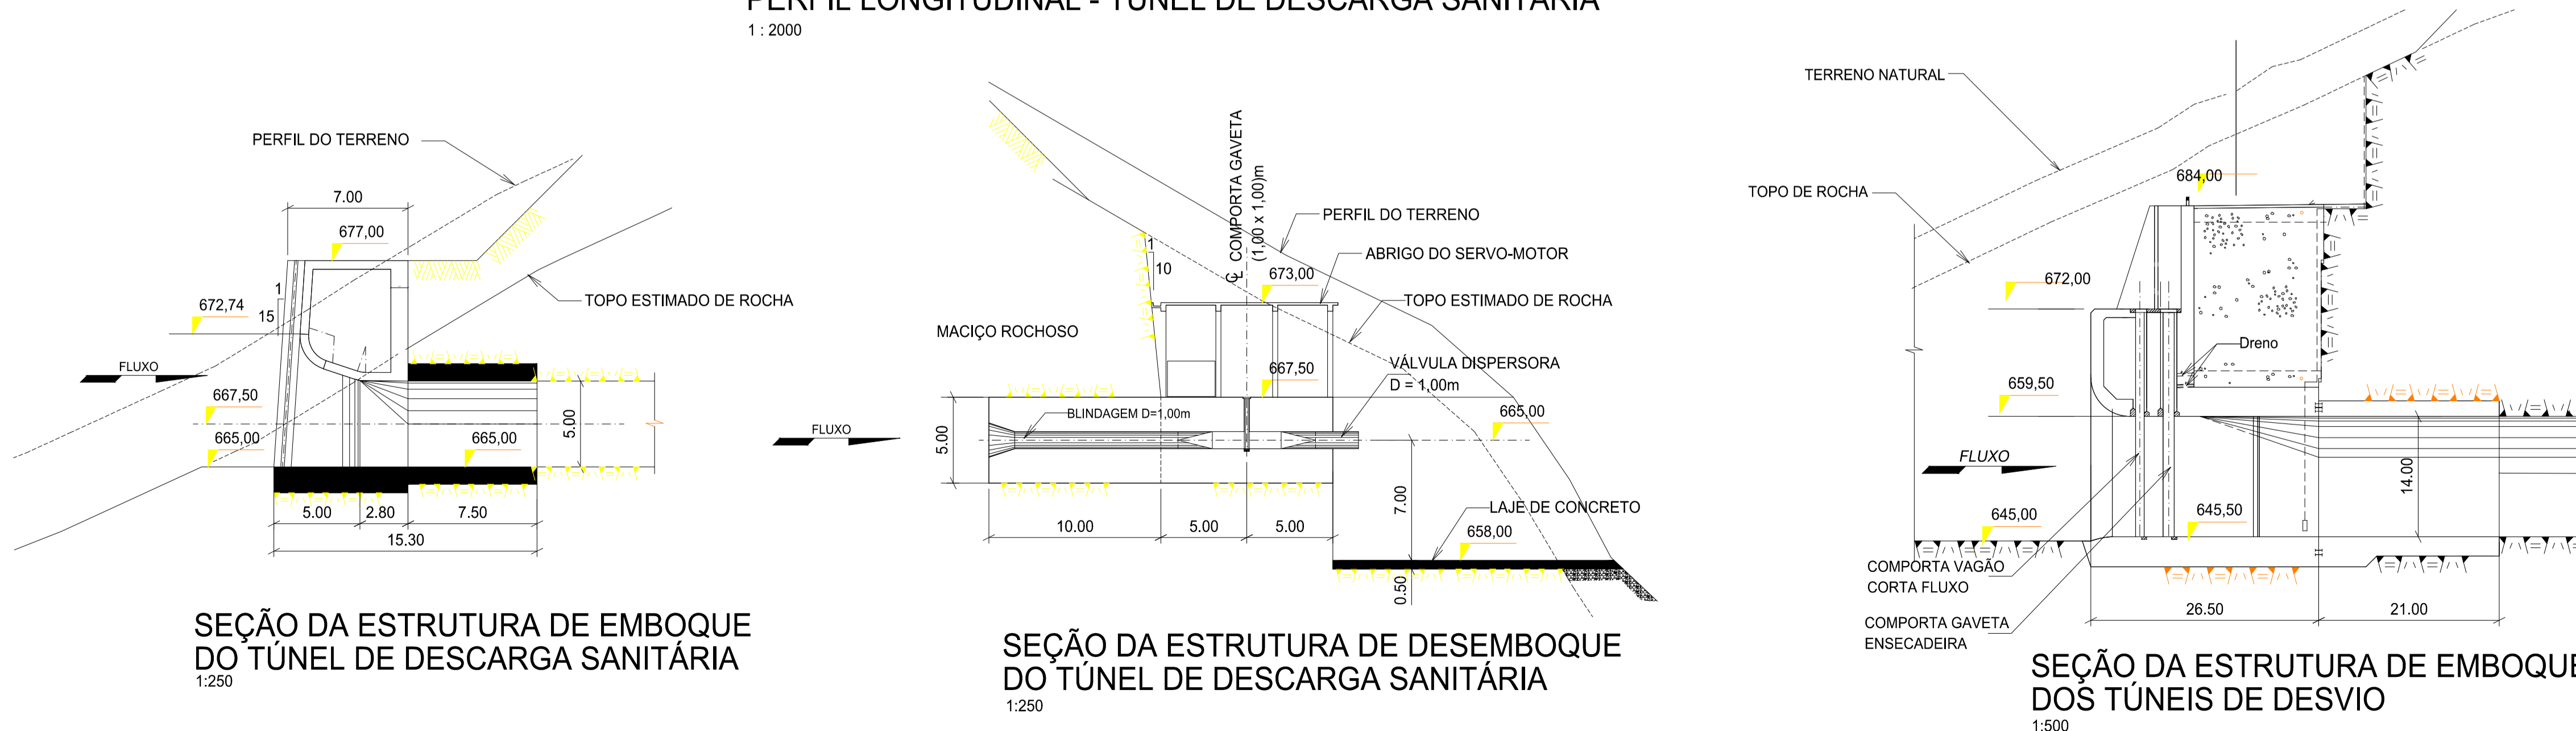 PERFIL LONGITUDINAL - TÚNEL DE DESCARGA SANITÁRIA
1 : 2000
PERFIL DO TERRENO
7.00
677,00
672,74
1
15
TOPO ESTIMADO DE ROCHA
FLUXO
667,50
665,00
665,00
5.00
5.00
2.80
7.50
15.30
SEÇÃO DA ESTRUTURA DE EMBOQUE
DO TÚNEL DE DESCARGA SANITÁRIA
1:250
COMPORTA GAVETA
(1,00 x 1,00)m
PERFIL DO TERRENO
1
10
ABRIGO DO SERVO-MOTOR
673,00
TOPO ESTIMADO DE ROCHA
MACIÇO ROCHOSO
VÁLVULA DISPERSORA
D = 1,00m
667,50
BLINDAGEM D=1,00m
665,00
FLUXO
5.00
7.00
LAJE DE CONCRETO
10.00
5.00
5.00
658,00
0.50
SEÇÃO DA ESTRUTURA DE DESEMBOQUE
DO TÚNEL DE DESCARGA SANITÁRIA
1:250
TERRENO NATURAL
684,00
TOPO DE ROCHA
672,00
Dreno
659,50
FLUXO
14.00
645,00
645,50
COMPORTA VAGÃO
CORTA FLUXO
COMPORTA GAVETA
ENSECADEIRA
26.50
21.00
SEÇÃO DA ESTRUTURA DE EMBOQUE
DOS TÚNEIS DE DESVIO
1:500